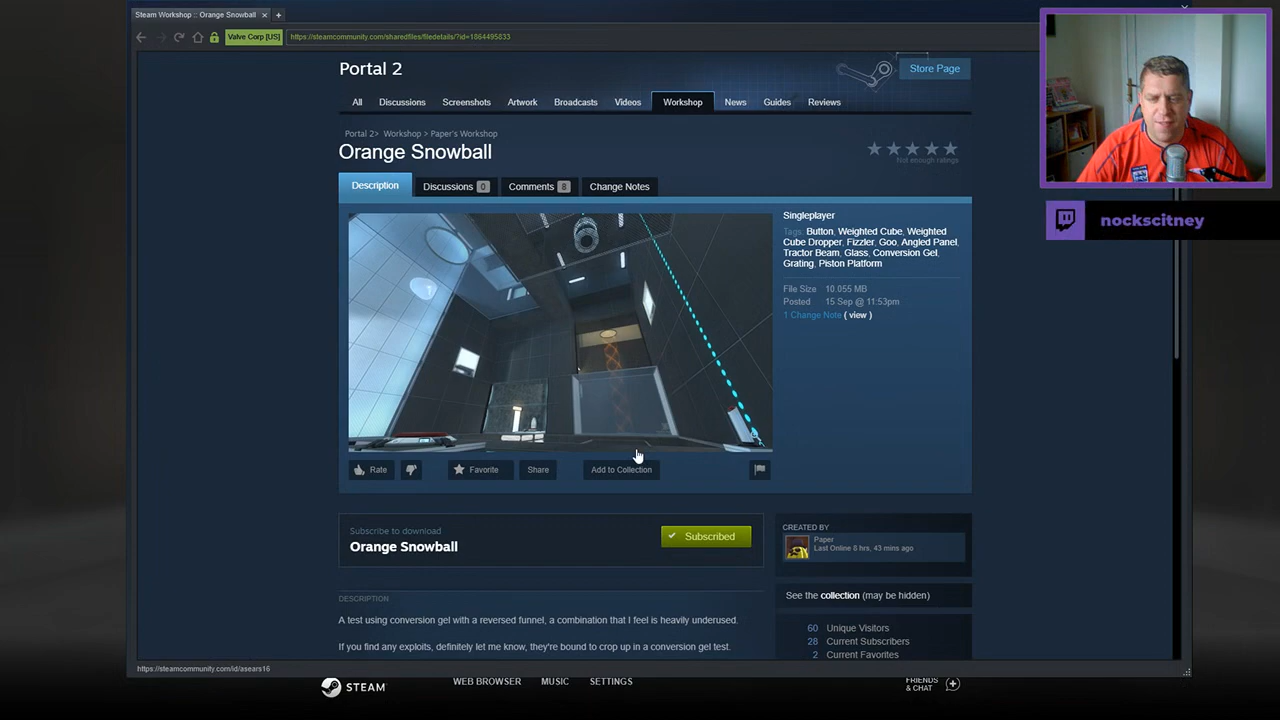 Steam Workshop :: Orange Snowball × +
Valve Corp [US] https://steamcommunity.com/sharedfiles/filedetails/?id=1864495833
Portal 2
Store Page
All Discussions Screenshots Artwork Broadcasts Videos Workshop News Guides Reviews
Portal 2> Workshop > Paper's Workshop
Orange Snowball
Not enough ratings
Description Discussions 0 Comments 8 Change Notes
Singleplayer
Tags: Button, Weighted Cube, Weighted
Cube Dropper, Fizzler, Goo, Angled Panel,
Tractor Beam, Glass, Conversion Gel,
Grating, Piston Platform
File Size 10.055 MB
Posted 15 Sep @ 11:53pm
1 Change Note ( view )
Rate Favorite Share Add to Collection
Subscribe to download
Orange Snowball
Subscribed
CREATED BY
Paper
Last Online 8 hrs, 43 mins ago
See the collection (may be hidden)
DESCRIPTION
A test using conversion gel with a reversed funnel, a combination that I feel is heavily underused.
If you find any exploits, definitely let me know, they're bound to crop up in a conversion gel test.
60 Unique Visitors
28 Current Subscribers
2 Current Favorites
https://steamcommunity.com/id/asears16
STEAM
WEB BROWSER MUSIC SETTINGS
FRIENDS
& CHAT
nockscitney